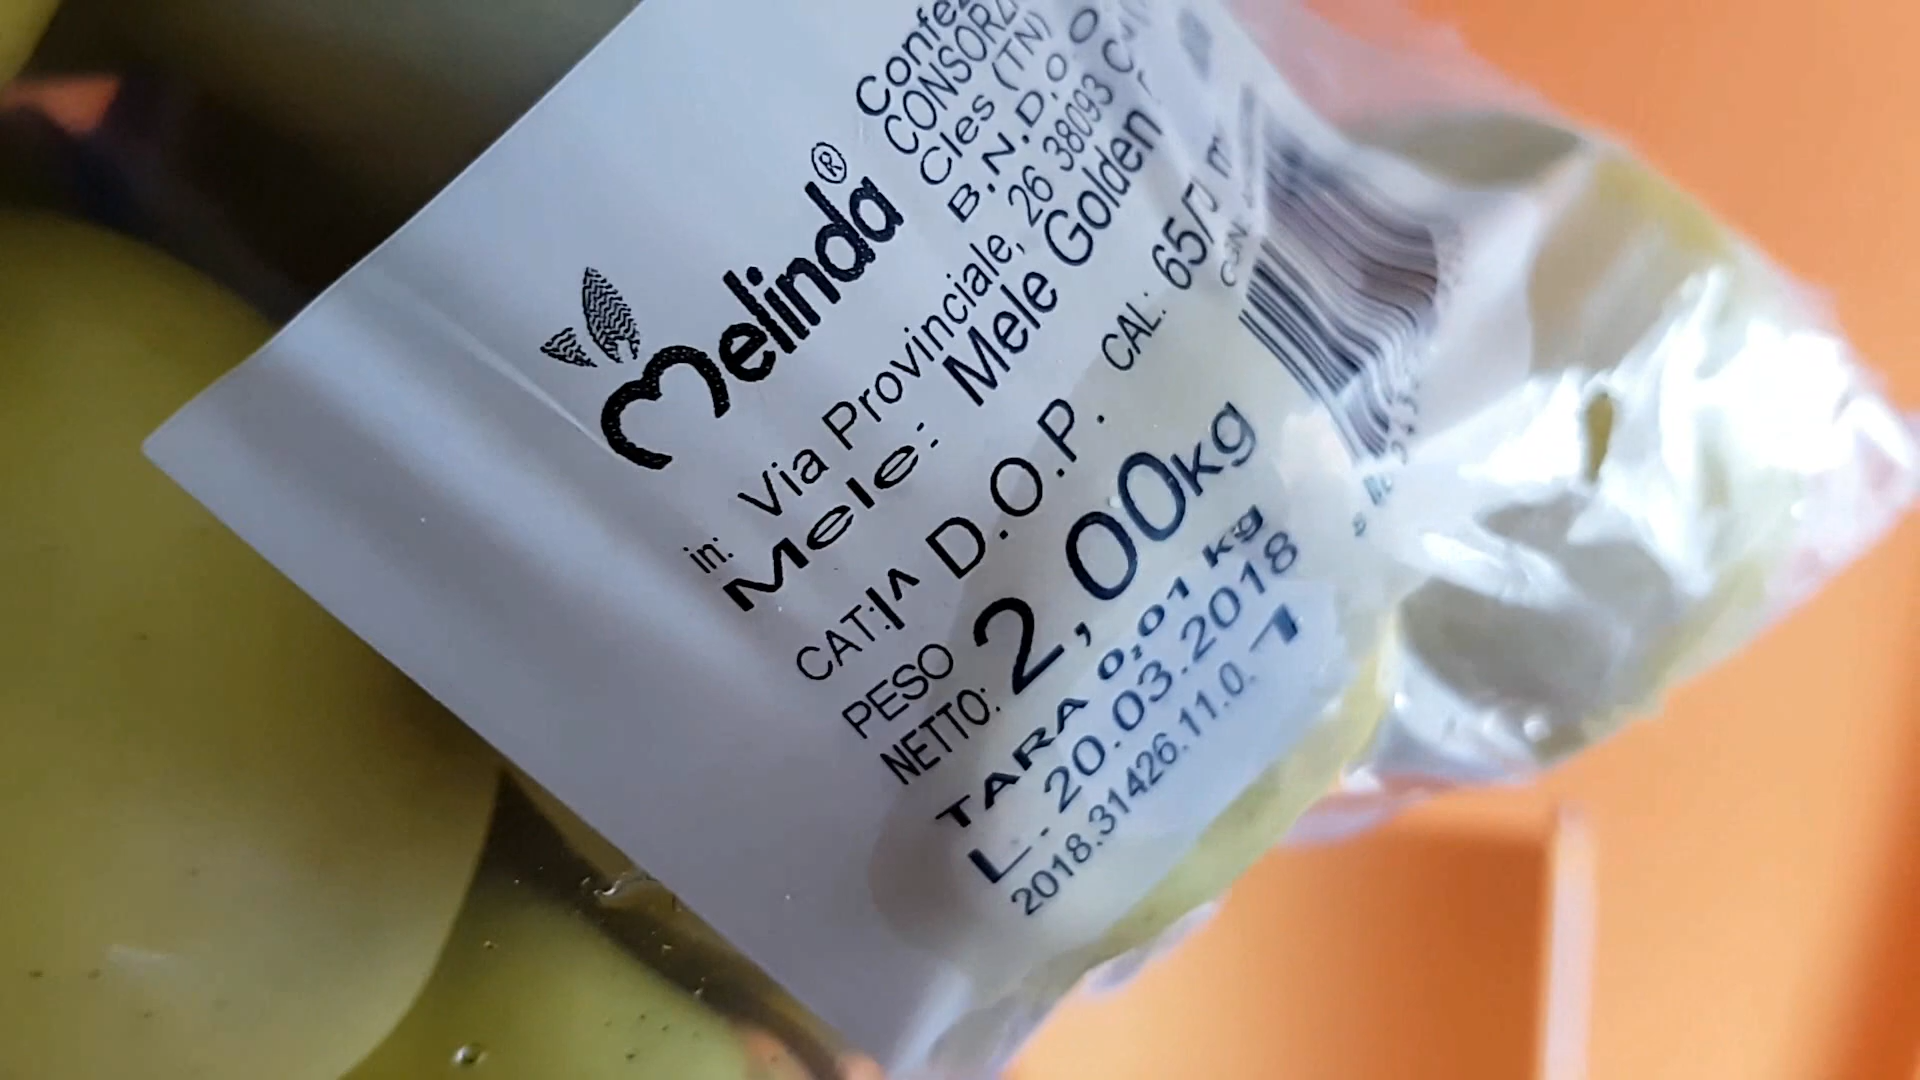 melinda®
CONSORZ
Cles (TN)
B.N.D.O
in: Via Provinciale, 26 38093
Mele: Mele Golden
CAT: I^ D.O.P. CAL: 65/
PESO
NETTO: 2,00kg
TARA 0,01 kg
L-20.03.2018
2018.31426.11.0.